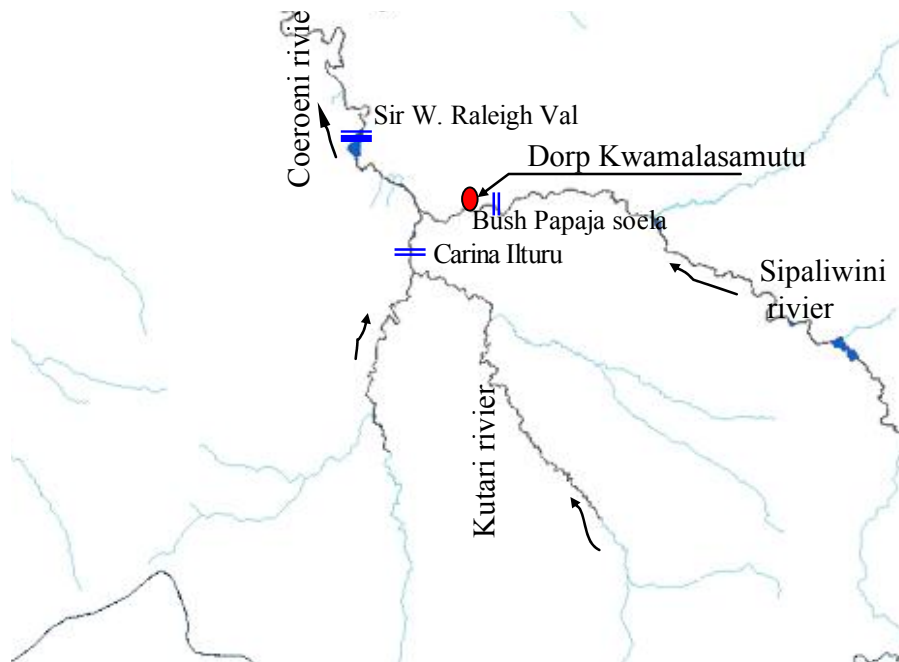 Coeroeni rivie
Sir W. Raleigh Val
Dorp Kwamalasamutu
Bush Papaja soela
Carina Ilturu
Sipaliwini
rivier
Kutari rivier